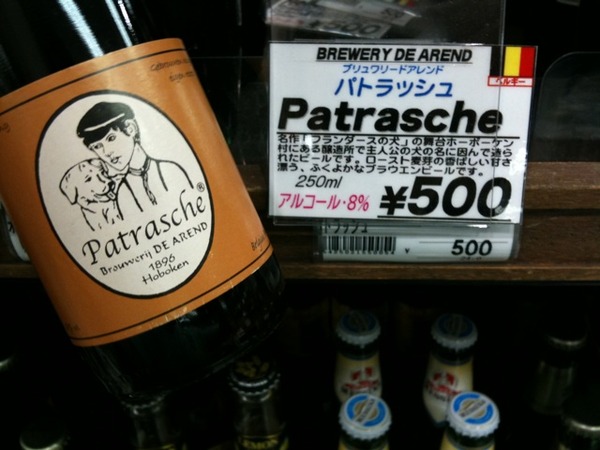 Patrasche®
Brouwerij DE AREND
1896
Hoboken
BREWERY DE AREND
ブリュワリードアレンド
パトラッシュ
ベルギー
Patrasche
名作「フランダースの犬」の舞台ホーボーケン
村にある醸造所で主人公の犬の名に因んで造ら
れたビールです。ロースト麦芽の香ばしい甘さ
漂う、ふくよかなブラウエンビールです。
250ml
アルコール・8%
¥500
パトラッシュ
¥ 500